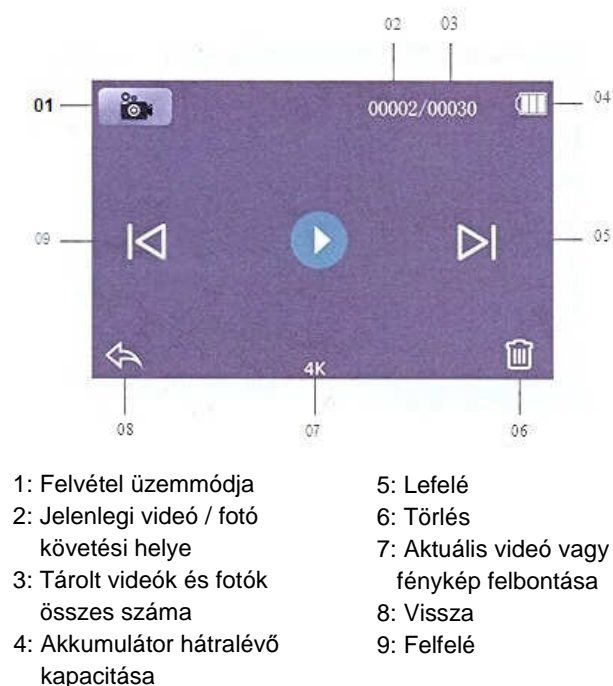 02 03
01
00002/00030
04
09
05
4K
08
07
06
1: Felvétel üzemmódja
2: Jelenlegi videó / fotó
követési helye
3: Tárolt videók és fotók
összes száma
4: Akkumulátor hátralévő
kapacitása
5: Lefelé
6: Törlés
7: Aktuális videó vagy
fénykép felbontása
8: Vissza
9: Felfelé